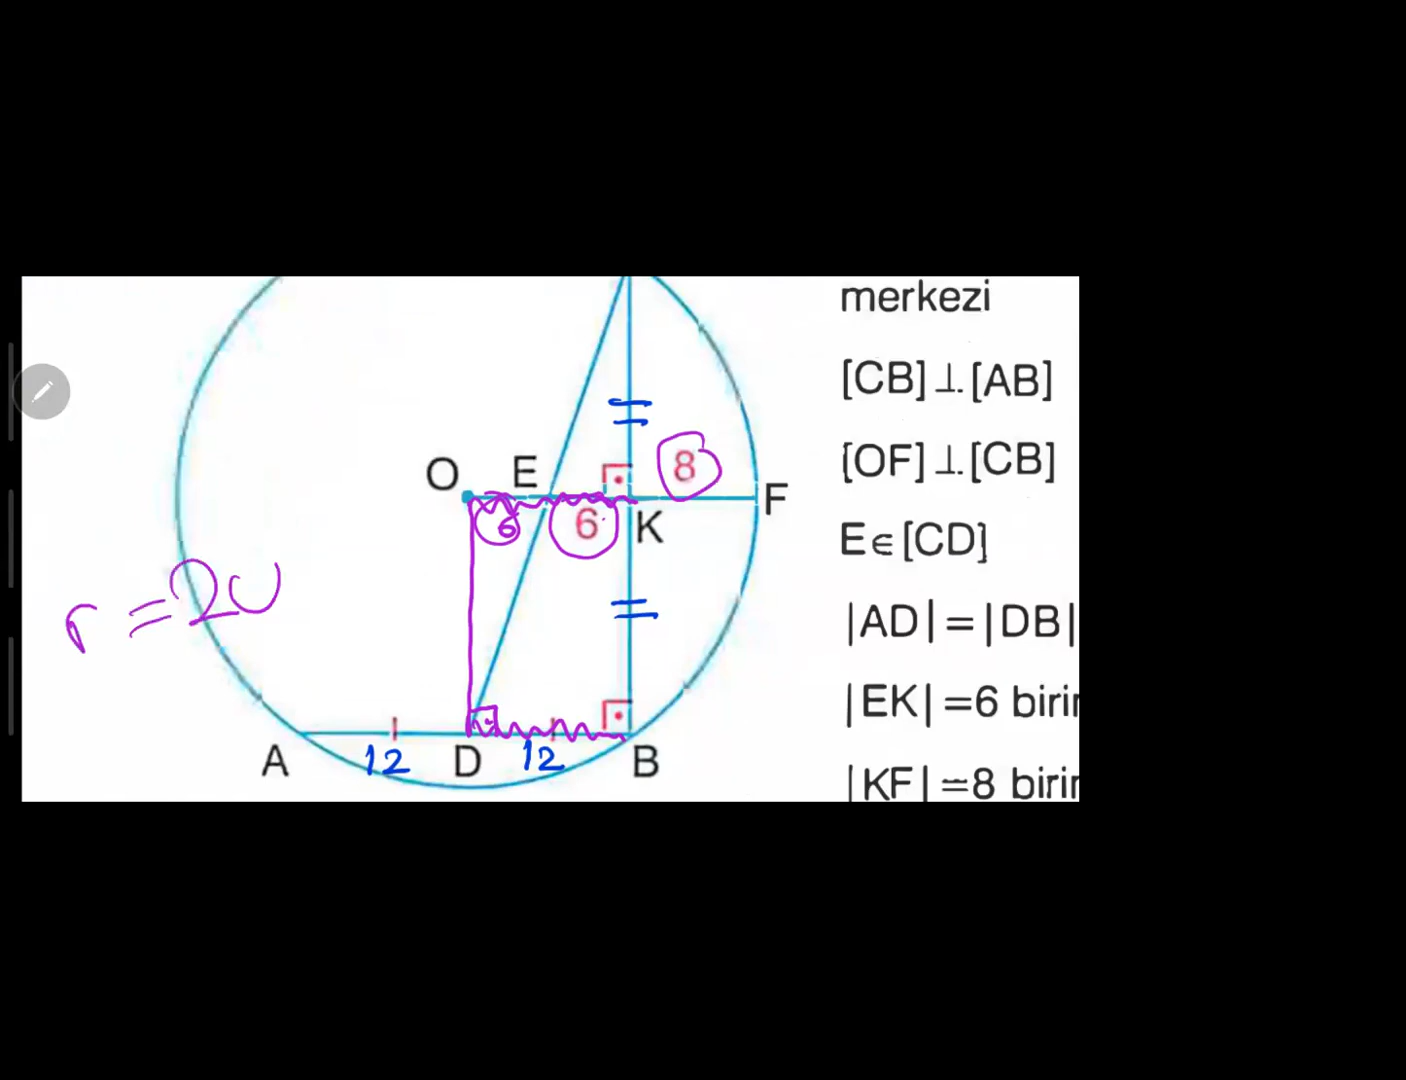 merkezi
[CB]⊥[AB]
[OF]⊥[CB]
E∈[CD]
|AD|=|DB|
|EK|=6 birir
|KF|=8 birir
O E
8
F
6 6 K
r=20
A D B
12 12